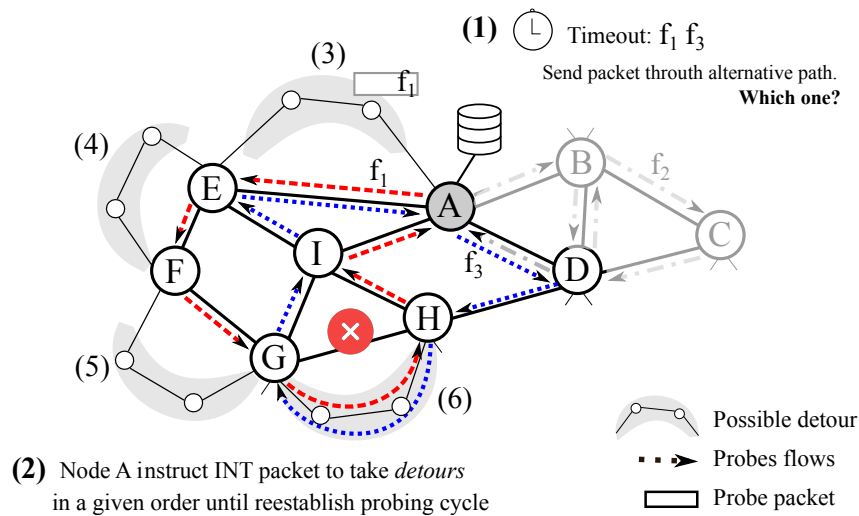 (1) Timeout: f1 f3
Send packet throuth alternative path.
Which one?
(3)
f1
(4)
B
f2
E
f1
A
C
I
f3
F
D
H
G
(5)
(6)
Possible detour
(2) Node A instruct INT packet to take detours
in a given order until reestablish probing cycle
Probes flows
Probe packet